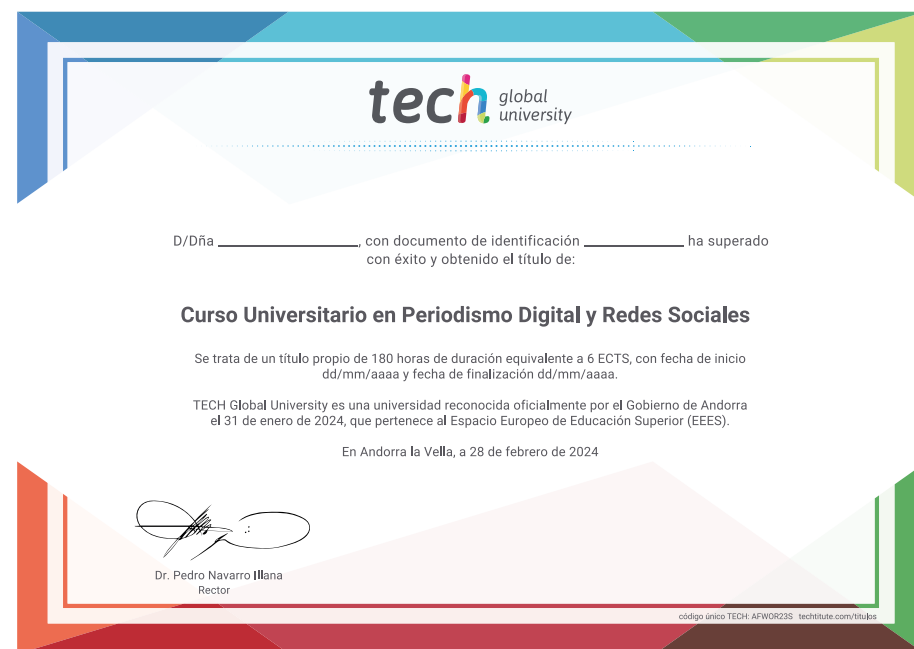 tech global university
D/Dña __________________, con documento de identificación _____________ ha superado
con éxito y obtenido el título de:
Curso Universitario en Periodismo Digital y Redes Sociales
Se trata de un título propio de 180 horas de duración equivalente a 6 ECTS, con fecha de inicio
dd/mm/aaaa y fecha de finalización dd/mm/aaaa.
TECH Global University es una universidad reconocida oficialmente por el Gobierno de Andorra
el 31 de enero de 2024, que pertenece al Espacio Europeo de Educación Superior (EEES).
En Andorra la Vella, a 28 de febrero de 2024
Dr. Pedro Navarro Illana
Rector
código único TECH: AFWOR23S techtitute.com/titulos